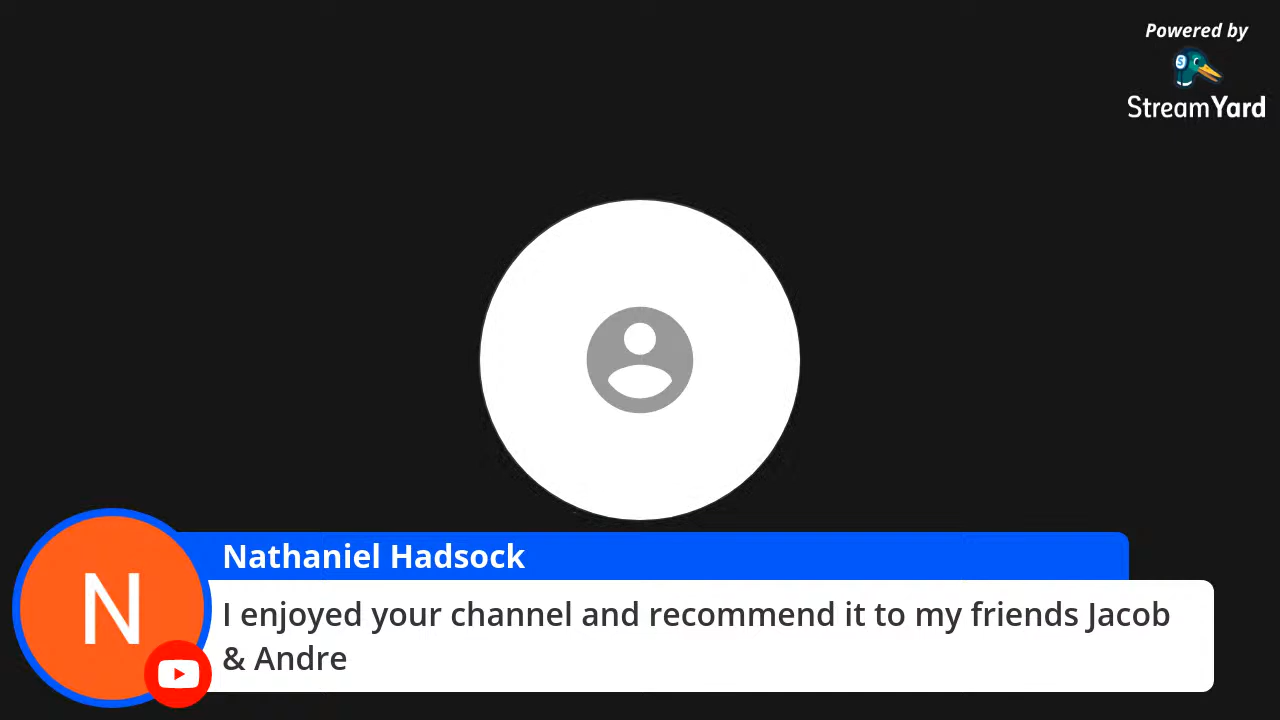 Powered by
S
StreamYard
Nathaniel Hadsock
N
I enjoyed your channel and recommend it to my friends Jacob
& Andre